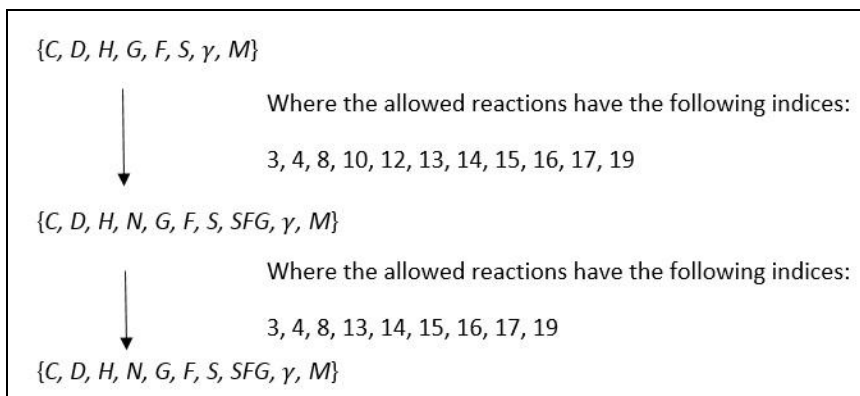 {C, D, H, G, F, S, γ, M}
Where the allowed reactions have the following indices:
3, 4, 8, 10, 12, 13, 14, 15, 16, 17, 19
{C, D, H, N, G, F, S, SFG, γ, M}
Where the allowed reactions have the following indices:
3, 4, 8, 13, 14, 15, 16, 17, 19
{C, D, H, N, G, F, S, SFG, γ, M}